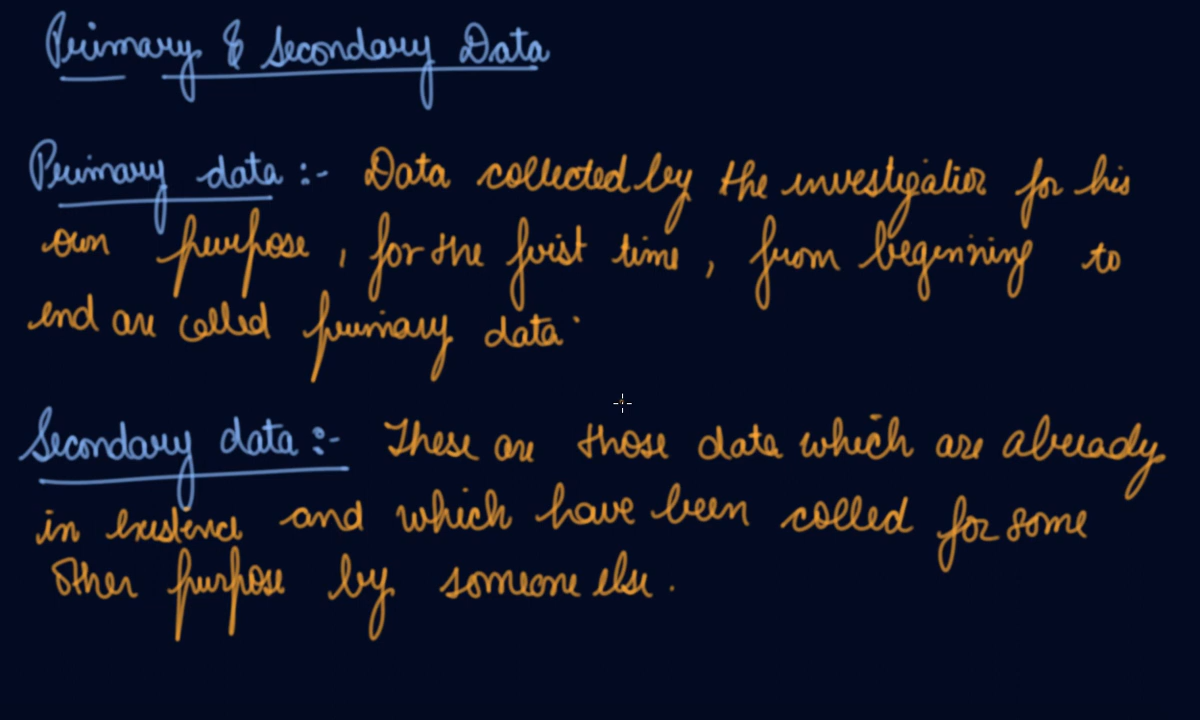 Primary & Secondary Data
Primary data :- Data collected by the investigator for his
own purpose, for the first time, from beginning to
end are called primary data.
Secondary data :- These are those data which are already
in existence and which have been colled for some
other purpose by someone else.